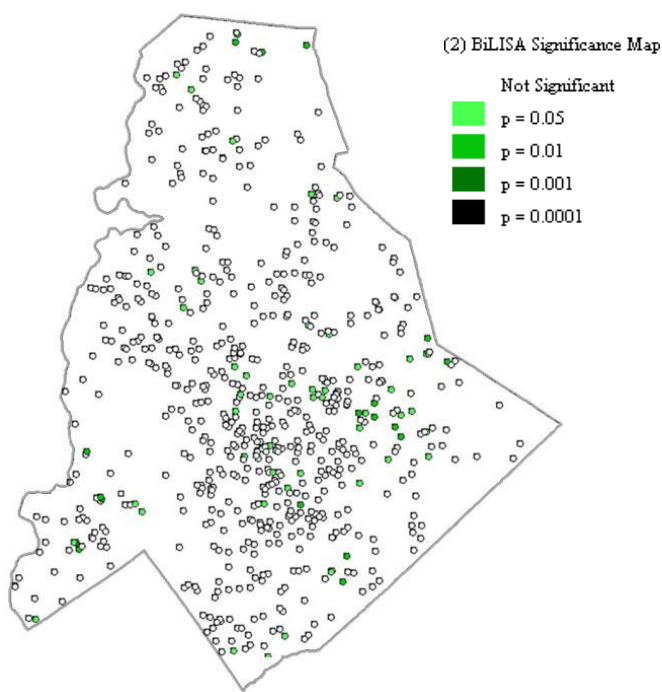 (2) BiLISA Significance Map
Not Significant
p = 0.05
p = 0.01
p = 0.001
p = 0.0001